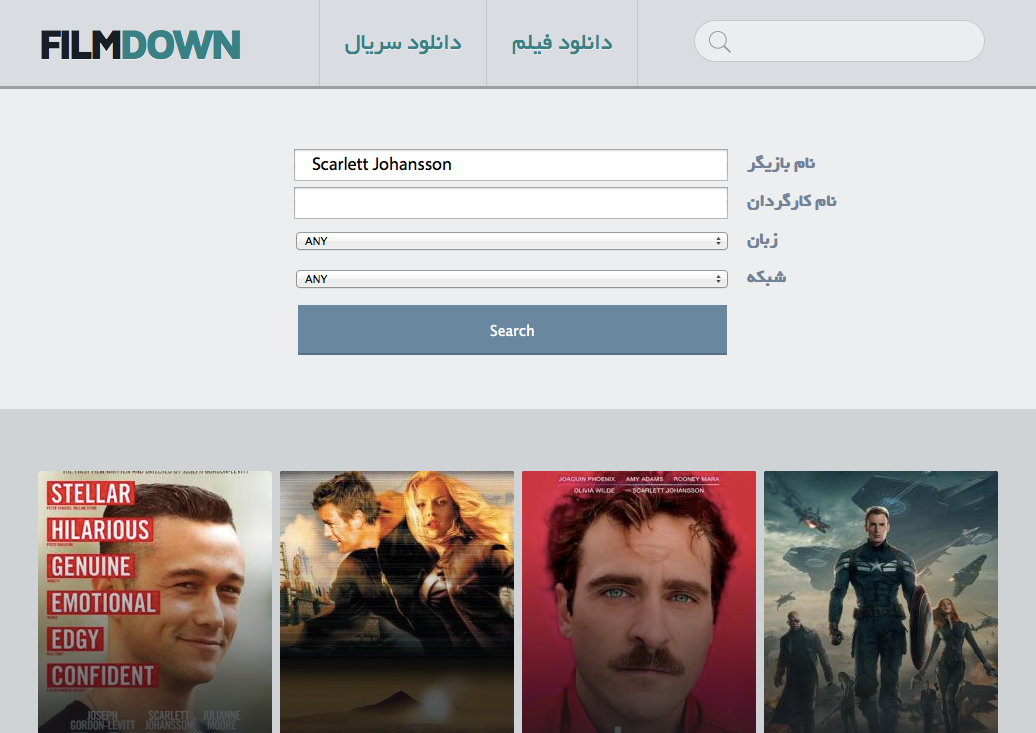 FILMDOWN
دانلود سریال
دانلود فیلم
Scarlett Johansson
نام بازیگر
نام کارگردان
ANY
زبان
ANY
شبکه
Search
STELLAR
HILARIOUS
GENUINE
EMOTIONAL
EDGY
CONFIDENT
JOSEPH GORDON-LEVITT
SCARLETT JOHANSSON
JULIANNE MOORE
JOAQUIN PHOENIX AMY ADAMS ROONEY MARA
OLIVIA WILDE AND SCARLETT JOHANSSON